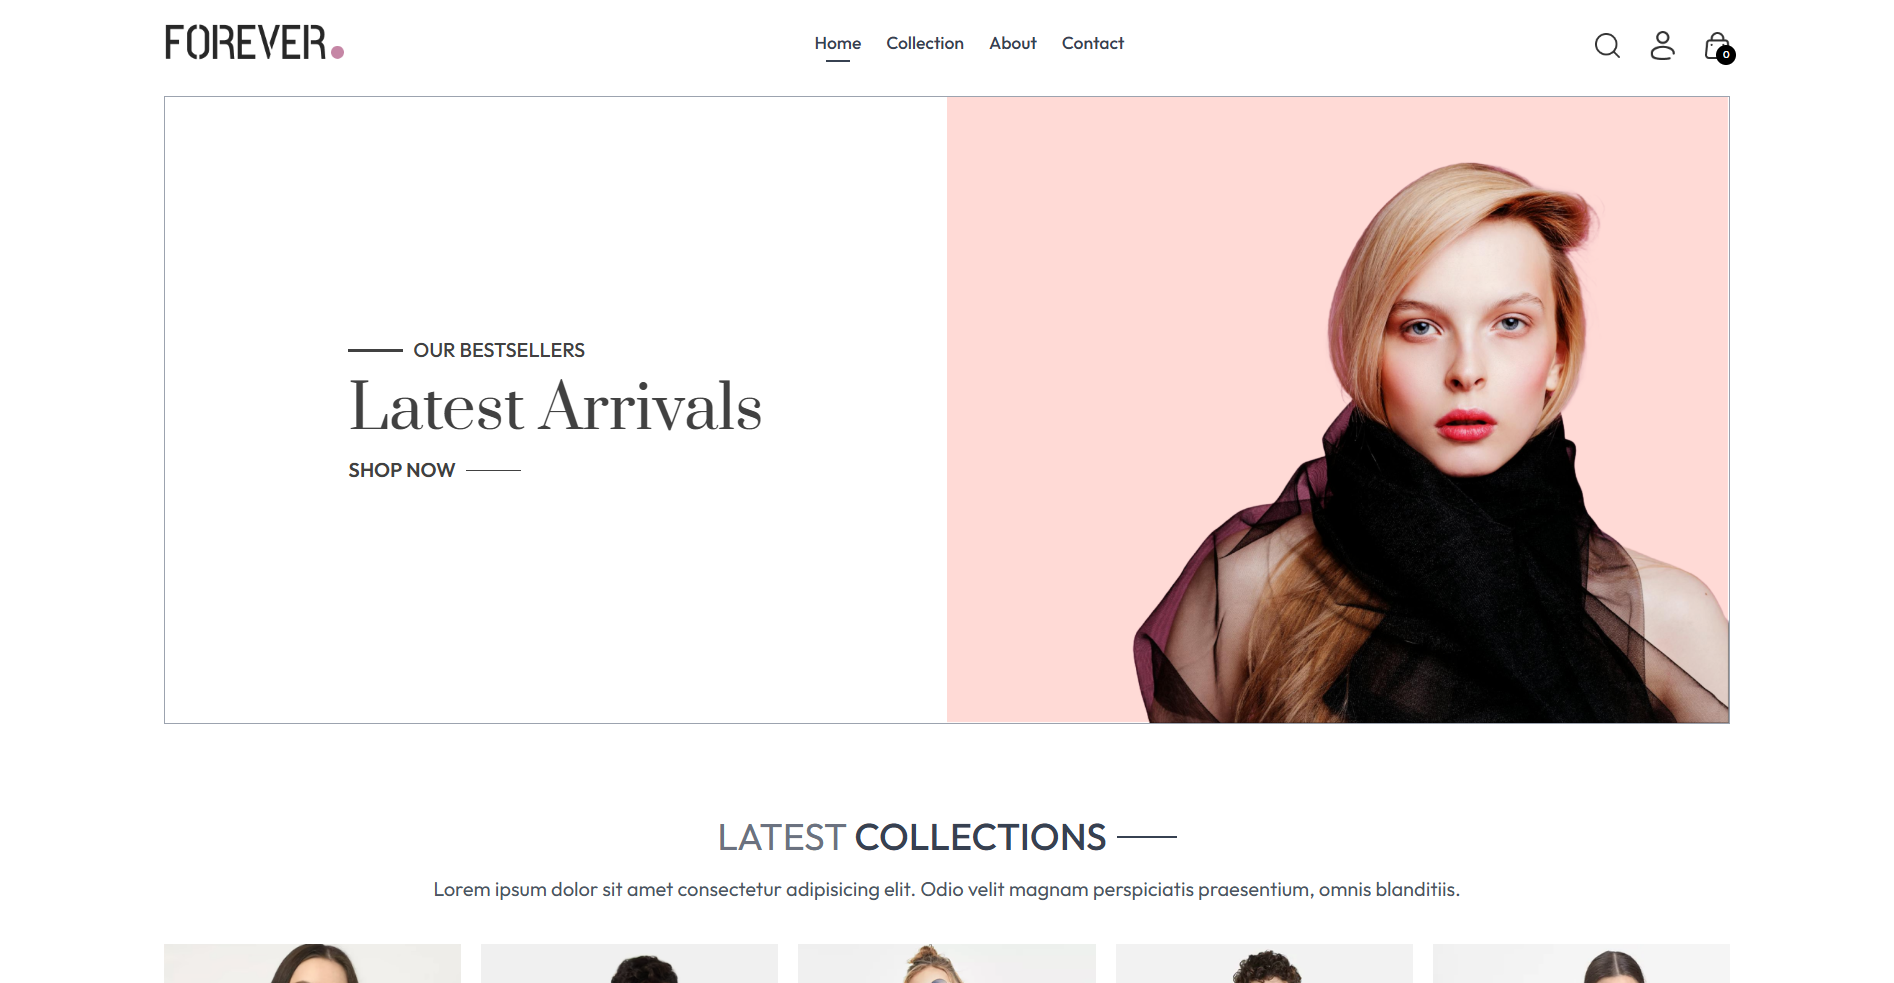 FOREVER.
Home Collection About Contact
0
OUR BESTSELLERS
Latest Arrivals
SHOP NOW
LATEST COLLECTIONS
Lorem ipsum dolor sit amet consectetur adipisicing elit. Odio velit magnam perspiciatis praesentium, omnis blanditiis.